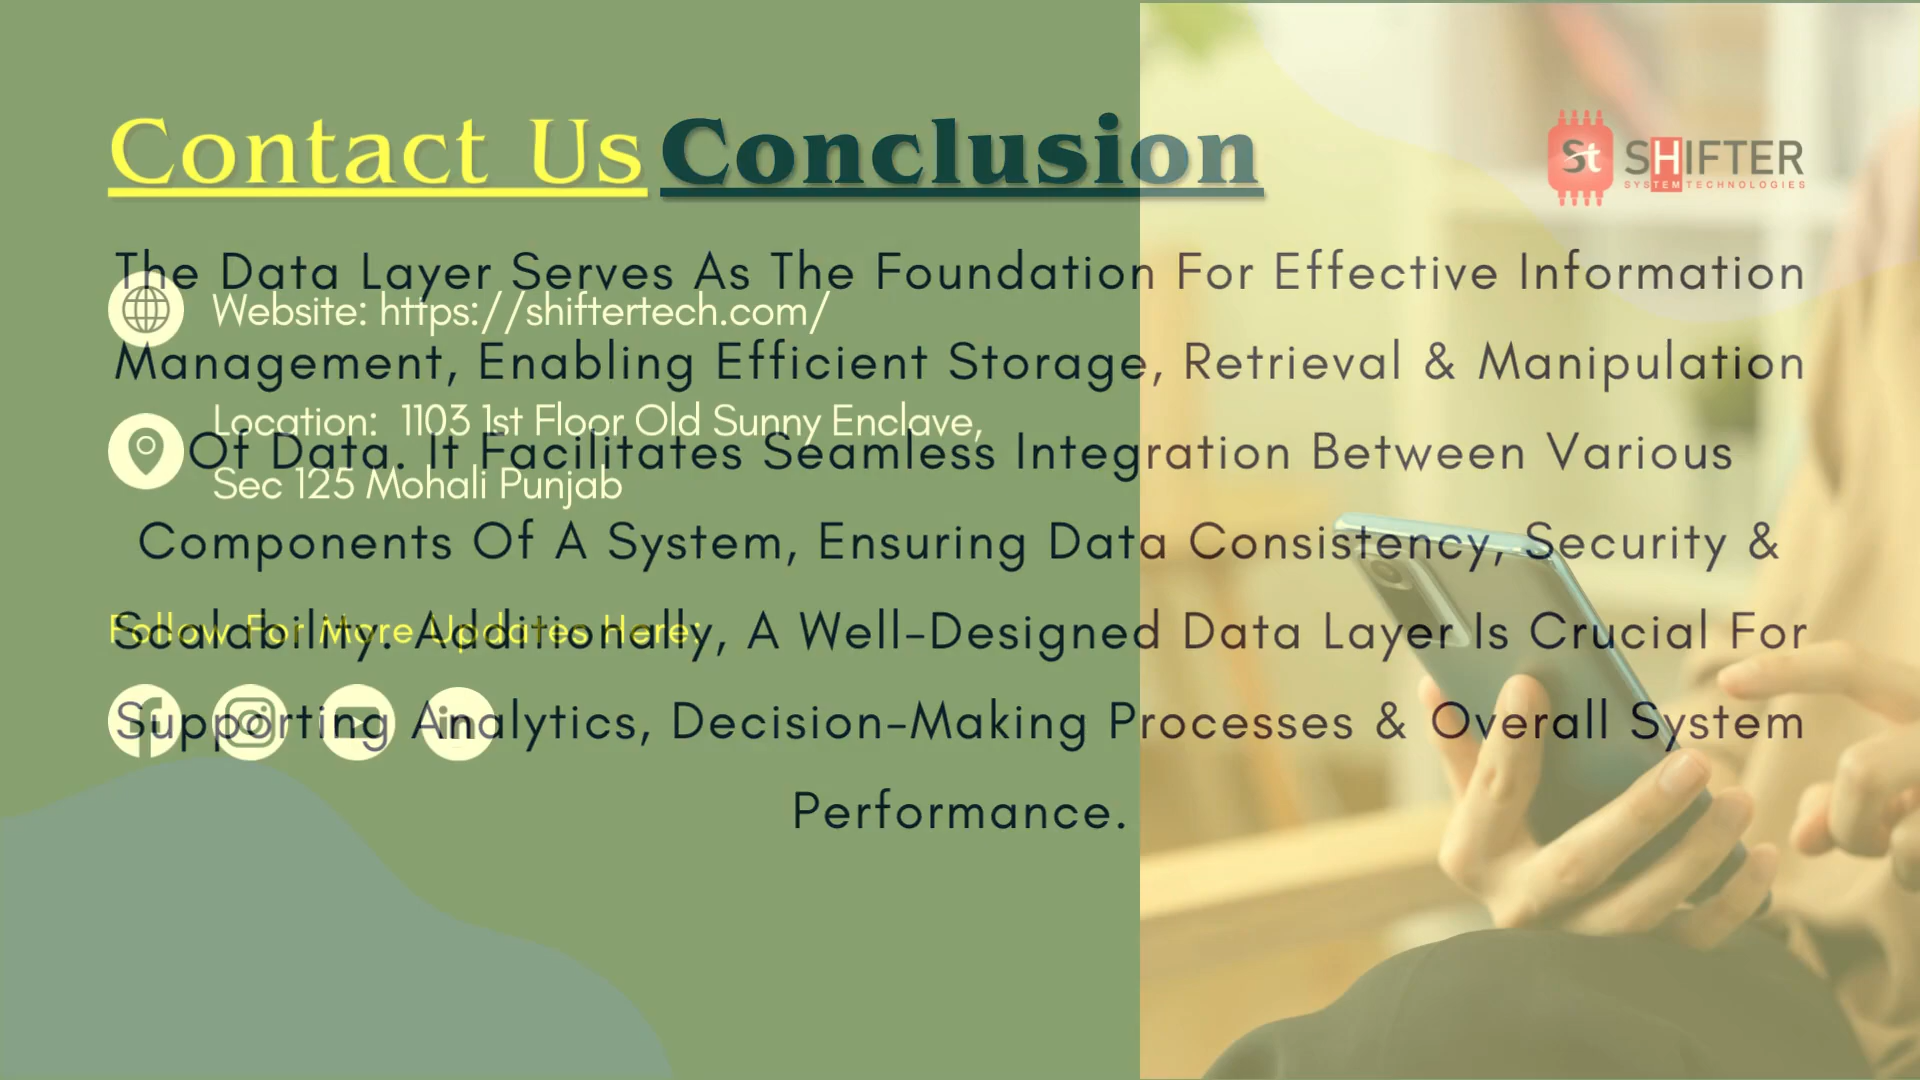 Contact Us
Conclusion
St SHIFTER
SYSTEM TECHNOLOGIES
The Data Layer Serves As The Foundation For Effective Information
Management, Enabling Efficient Storage, Retrieval & Manipulation
Of Data. It Facilitates Seamless Integration Between Various
Components Of A System, Ensuring Data Consistency, Security &
Scalability. Additionally, A Well-Designed Data Layer Is Crucial For
Supporting Analytics, Decision-Making Processes & Overall System
Performance.
Website: https://shiftertech.com/
Location: 1103 1st Floor Old Sunny Enclave,
Sec 125 Mohali Punjab
Follow For More Updates Here:
in